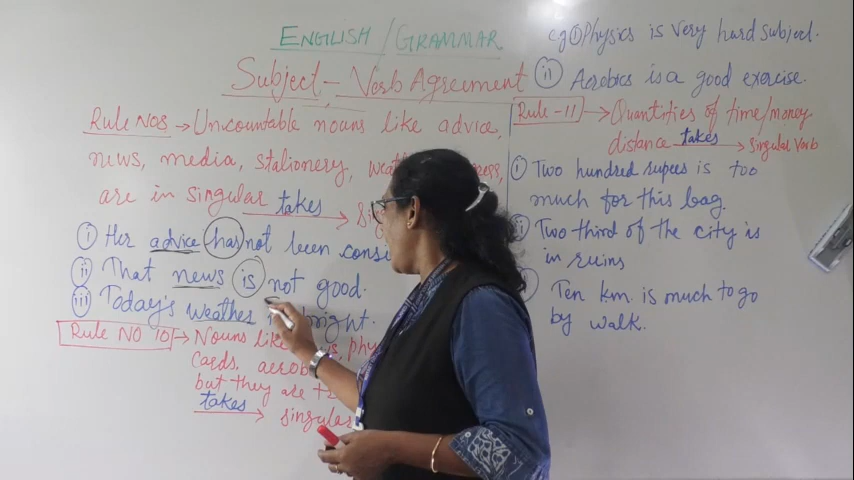 ENGLISH / GRAMMAR
Subject - Verb Agreement
Rule No8 → Uncountable nouns like advice,
news, media, stationery,
are in singular takes →
i Her advice has not been
ii That news is not good.
iii Today's weather bright.
Rule NO 10 → Nouns like
cards,
but they are
takes → singular
eg i Physics is very hard subject.
ii Aerobics is a good exercise.
Rule - 11 → Quantities of time/money
distance takes → singular verb
i Two hundred rupees is too
much for this bag.
Two third of the city is
in ruins
Ten km. is much to go
by walk.